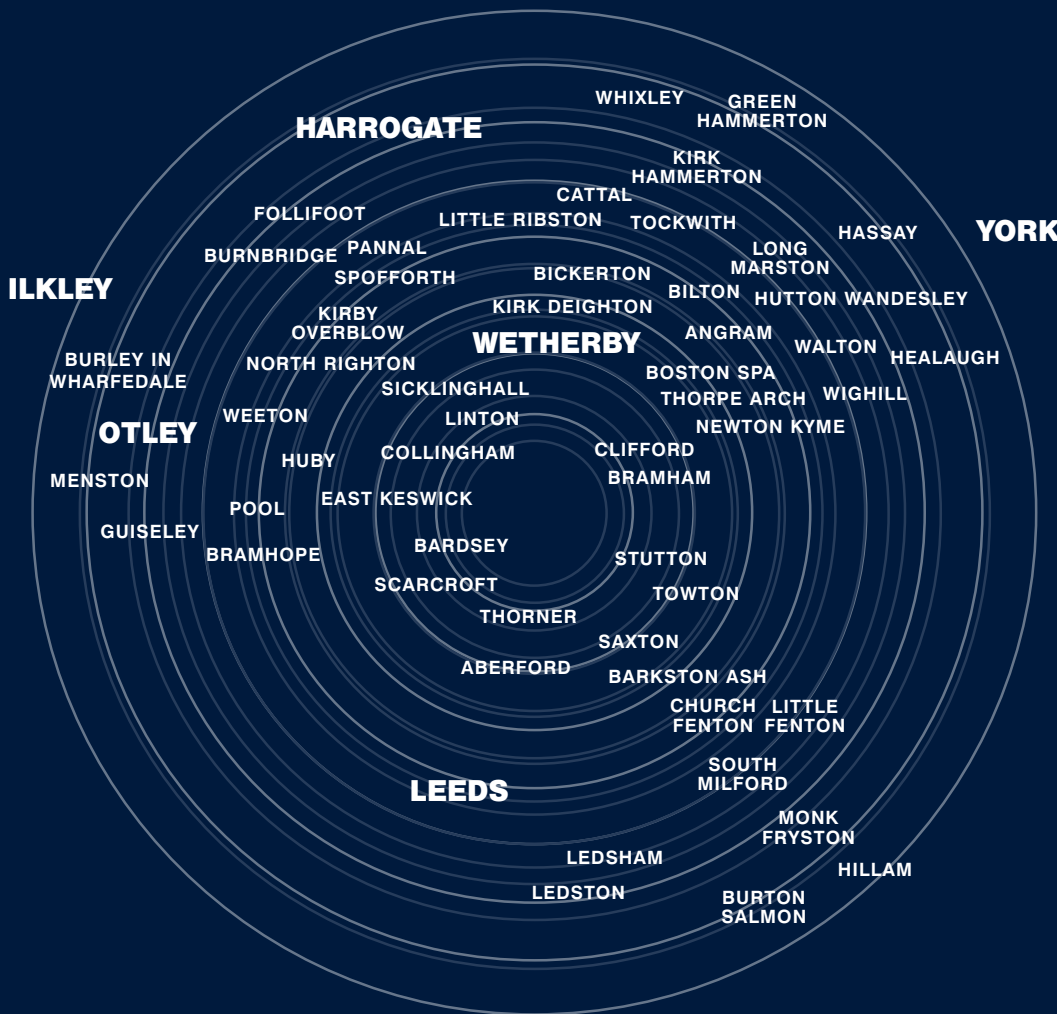 WHIXLEY
GREEN
HAMMERTON
HARROGATE
KIRK
HAMMERTON
CATTAL
FOLLIFOOT
LITTLE RIBSTON
TOCKWITH
HASSAY
YORK
BURNBRIDGE
PANNAL
LONG
MARSTON
SPOFFORTH
BICKERTON
ILKLEY
BILTON
HUTTON WANDESLEY
KIRK DEIGHTON
KIRBY
OVERBLOW
ANGRAM
WETHERBY
WALTON
BURLEY IN
WHARFEDALE
HEALAUGH
NORTH RIGHTON
BOSTON SPA
SICKLINGHALL
WIGHILL
THORPE ARCH
WEETON
LINTON
NEWTON KYME
OTLEY
CLIFFORD
COLLINGHAM
HUBY
BRAMHAM
MENSTON
EAST KESWICK
POOL
GUISELEY
BARDSEY
BRAMHOPE
STUTTON
SCARCROFT
TOWTON
THORNER
SAXTON
ABERFORD
BARKSTON ASH
CHURCH
FENTON
LITTLE
FENTON
SOUTH
MILFORD
LEEDS
MONK
FRYSTON
LEDSHAM
HILLAM
LEDSTON
BURTON
SALMON